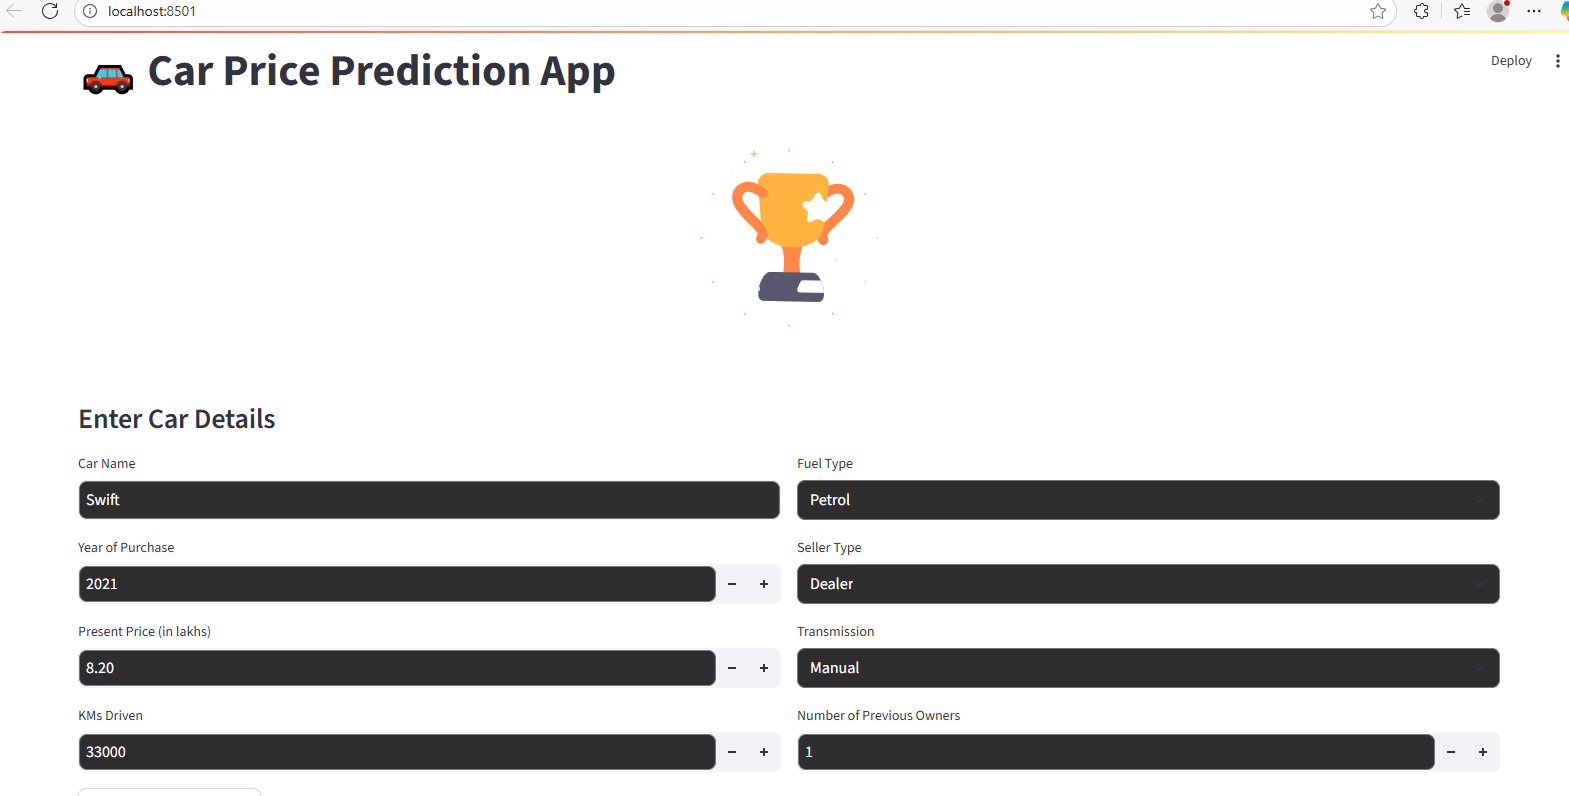 localhost:8501
Deploy
Car Price Prediction App
Enter Car Details
Car Name
Swift
Fuel Type
Petrol
Year of Purchase
2021
Seller Type
Dealer
Present Price (in lakhs)
8.20
Transmission
Manual
KMs Driven
33000
Number of Previous Owners
1